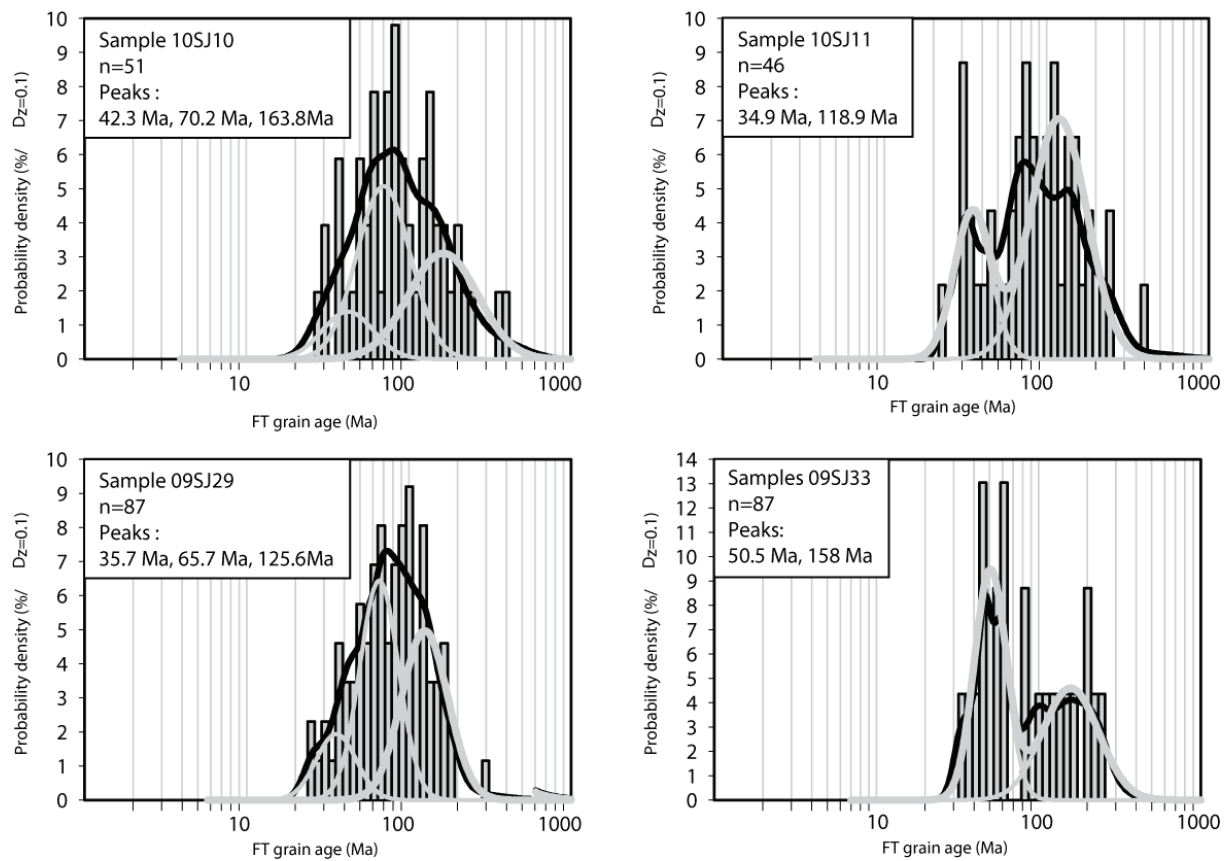 Sample 10SJ10
n=51
Peaks :
42.3 Ma, 70.2 Ma, 163.8Ma
Probability density (%/ Dz=0.1)
10
9
8
7
6
5
4
3
2
1
0
10 100 1000
FT grain age (Ma)
Sample 10SJ11
n=46
Peaks :
34.9 Ma, 118.9 Ma
Probability density (%/ Dz=0.1)
10
9
8
7
6
5
4
3
2
1
0
10 100 1000
FT grain age (Ma)
Sample 09SJ29
n=87
Peaks :
35.7 Ma, 65.7 Ma, 125.6Ma
Probability density (%/ Dz=0.1)
10
9
8
7
6
5
4
3
2
1
0
10 100 1000
FT grain age (Ma)
Samples 09SJ33
n=87
Peaks:
50.5 Ma, 158 Ma
Probability density (%/ Dz=0.1)
14
13
12
11
10
9
8
7
6
5
4
3
2
1
0
10 100 1000
FT grain age (Ma)